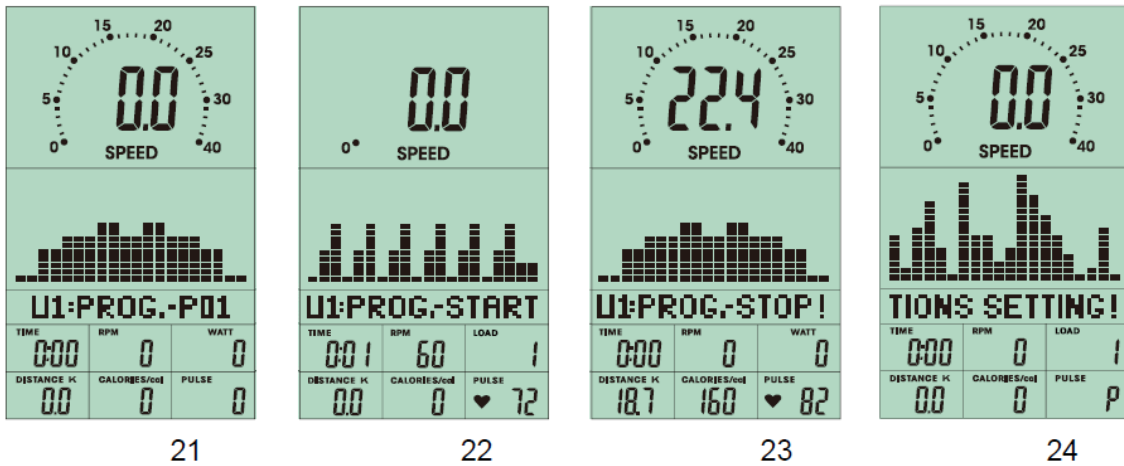 15 20
10 25
5 30
0 40
0.0
SPEED
U1:PROG.-P01
TIME RPM WATT
0:00 0 0
DISTANCE K CALORIES/cal PULSE
0.0 0 0
21
0.0
0 SPEED
U1:PROG.-START
TIME RPM LOAD
0:01 60 1
DISTANCE K CALORIES/cal PULSE
0.0 0 72
22
15 20
10 25
5 30
0 40
22.4
SPEED
U1:PROG.-STOP!
TIME RPM WATT
0:00 0 0
DISTANCE K CALORIES/cal PULSE
18.7 160 82
23
15 20
10 25
5 30
0 40
0.0
SPEED
TIONS SETTING!
TIME RPM LOAD
0:00 0 1
DISTANCE K CALORIES/cal PULSE
0.0 0 P
24